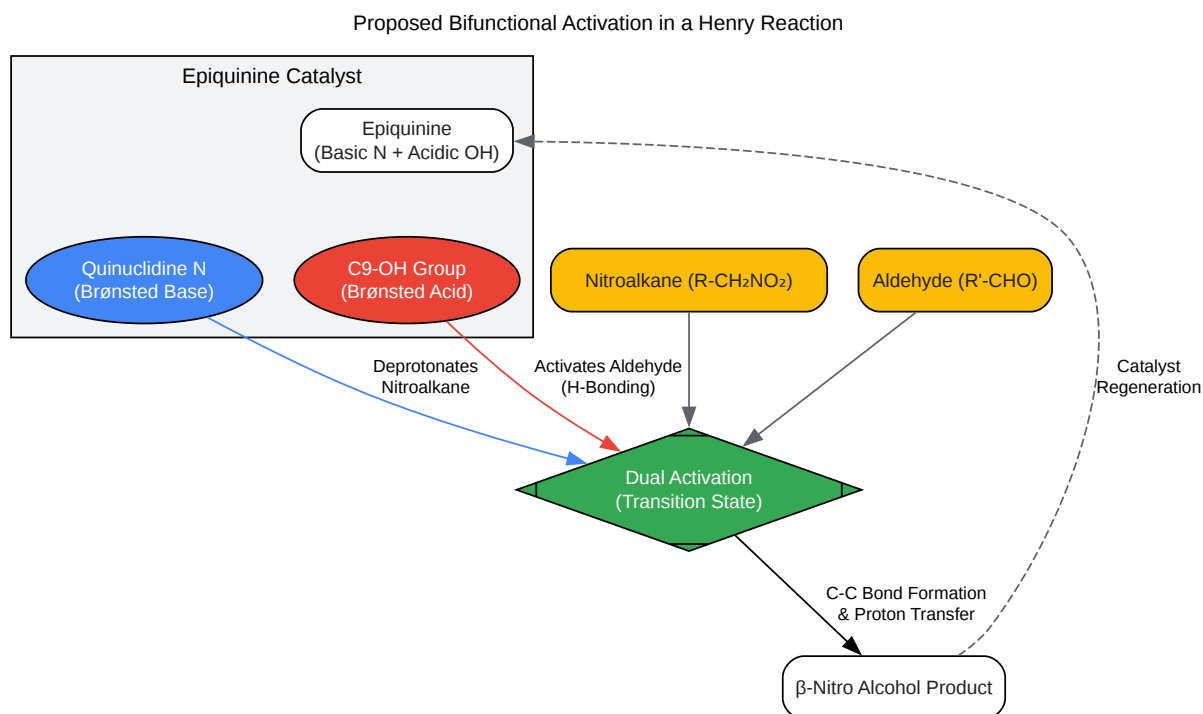 Proposed Bifunctional Activation in a Henry Reaction
Epiquinine Catalyst
Epiquinine
(Basic N + Acidic OH)
Quinuclidine N
(Brønsted Base)
C9-OH Group
(Brønsted Acid)
Nitroalkane (R-CH₂NO₂)
Aldehyde (R'-CHO)
Deprotonates
Nitroalkane
Activates Aldehyde
(H-Bonding)
Catalyst
Regeneration
Dual Activation
(Transition State)
C-C Bond Formation
& Proton Transfer
β-Nitro Alcohol Product